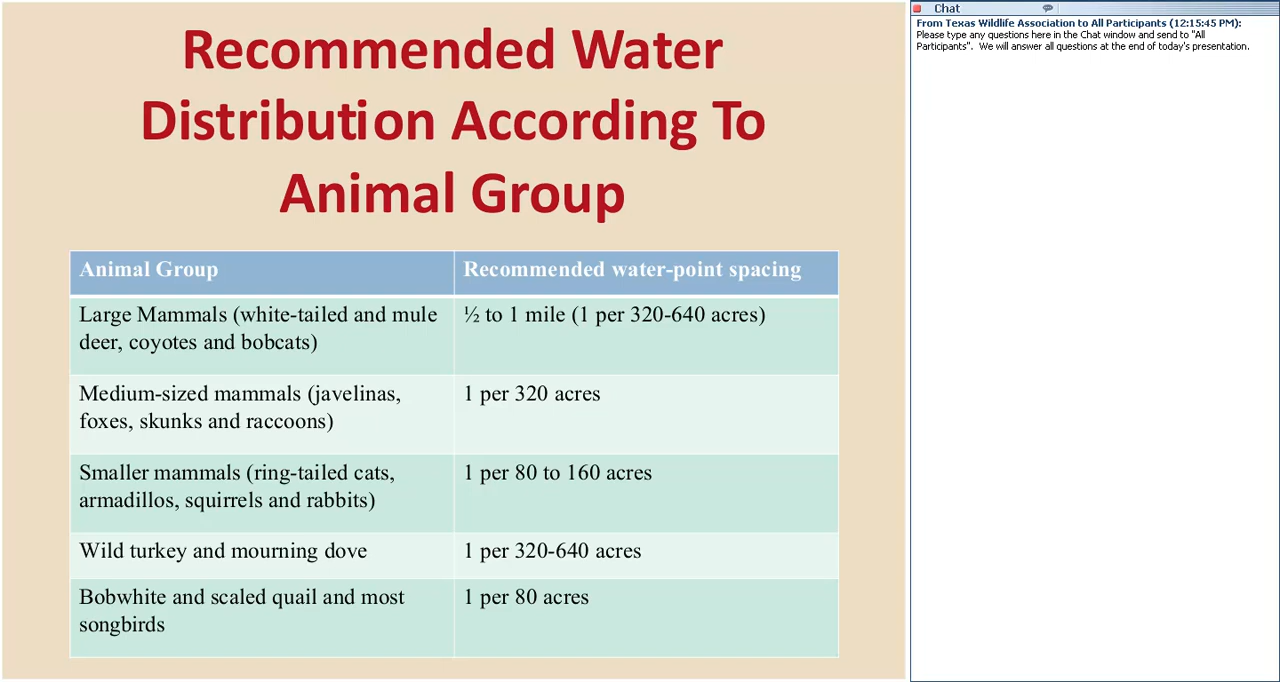 Recommended Water
Distribution According To
Animal Group
Animal Group
Recommended water-point spacing
Large Mammals (white-tailed and mule
deer, coyotes and bobcats)
½ to 1 mile (1 per 320-640 acres)
Medium-sized mammals (javelinas,
foxes, skunks and raccoons)
1 per 320 acres
Smaller mammals (ring-tailed cats,
armadillos, squirrels and rabbits)
1 per 80 to 160 acres
Wild turkey and mourning dove
1 per 320-640 acres
Bobwhite and scaled quail and most
songbirds
1 per 80 acres
Chat
From Texas Wildlife Association to All Participants (12:15:45 PM):
Please type any questions here in the Chat window and send to "All
Participants". We will answer all questions at the end of today's presentation.